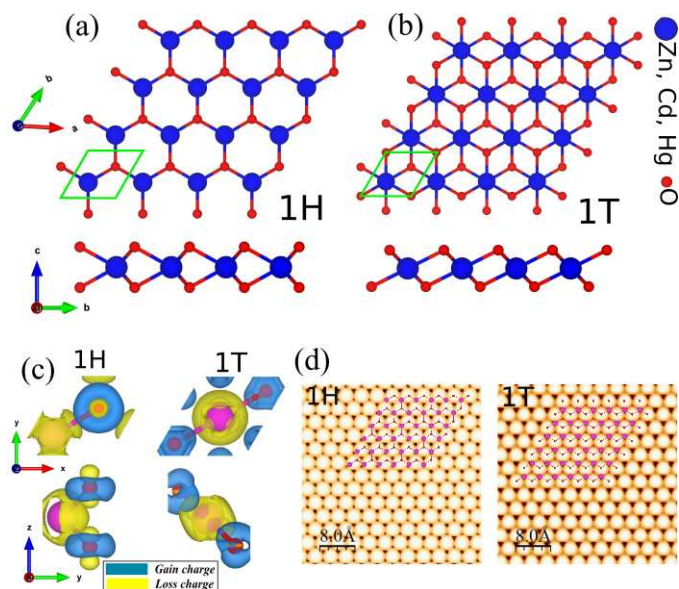 (a)
(b)
b
a
1H
1T
Zn, Cd, Hg
O
c
b
(c)
1H
1T
y
x
z
y
Gain charge
Loss charge
(d)
1H
8.0Å
1T
8.0Å